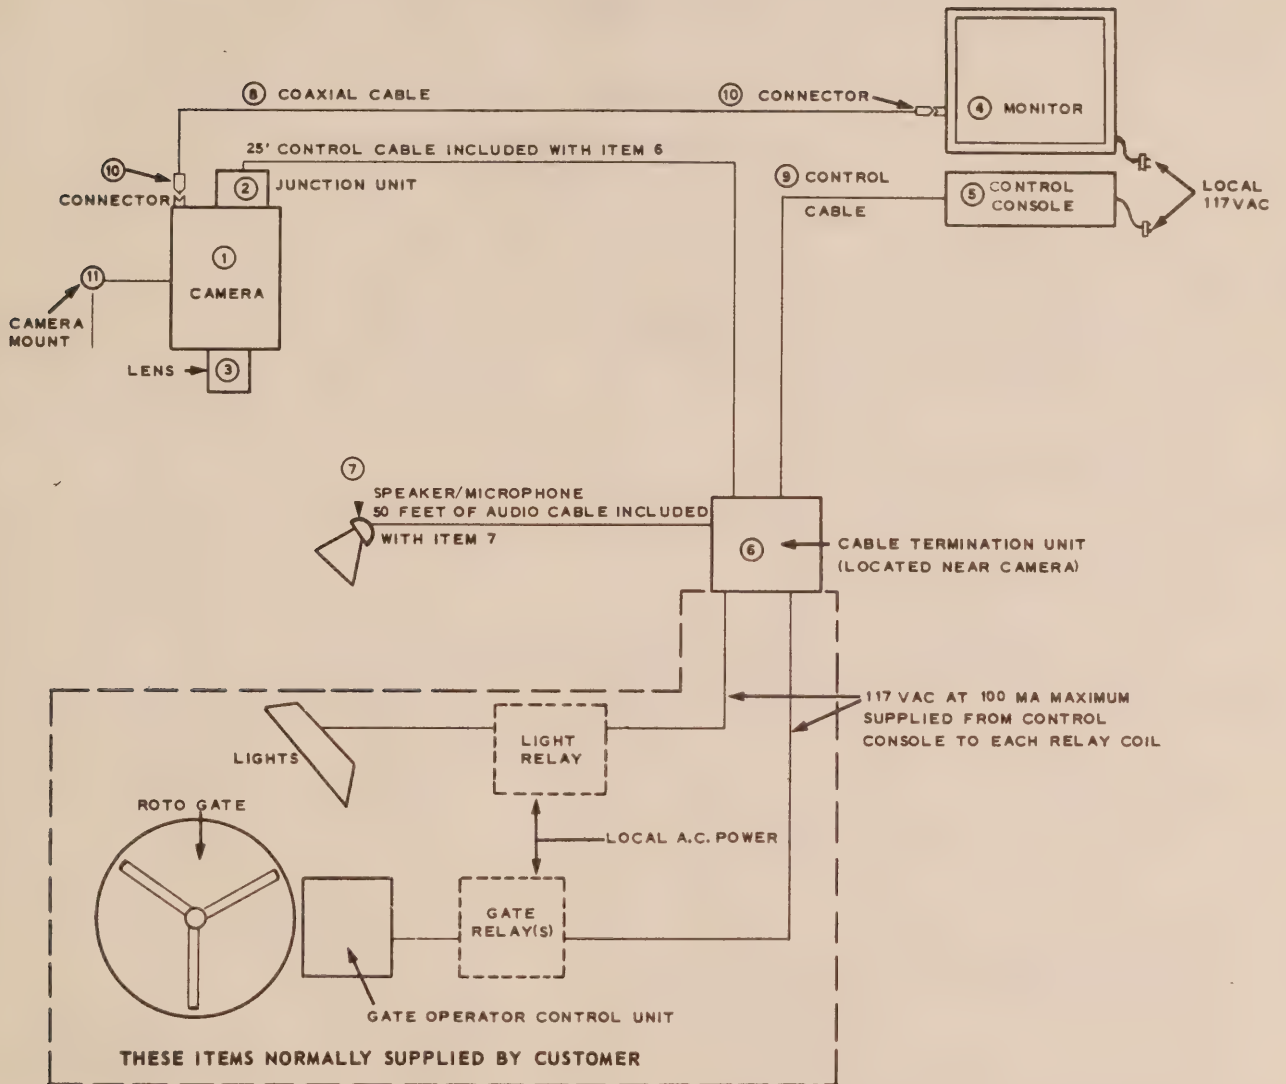 8 COAXIAL CABLE
10 CONNECTOR
4 MONITOR
25' CONTROL CABLE INCLUDED WITH ITEM 6
10
CONNECTOR
2 JUNCTION UNIT
9 CONTROL
CABLE
5 CONTROL
CONSOLE
LOCAL
117VAC
1
CAMERA
11
CAMERA
MOUNT
LENS
3
7
SPEAKER/MICROPHONE
50 FEET OF AUDIO CABLE INCLUDED
WITH ITEM 7
6
CABLE TERMINATION UNIT
(LOCATED NEAR CAMERA)
117 VAC AT 100 MA MAXIMUM
SUPPLIED FROM CONTROL
CONSOLE TO EACH RELAY COIL
LIGHTS
LIGHT
RELAY
ROTO GATE
LOCAL A.C. POWER
GATE
RELAY(S)
GATE OPERATOR CONTROL UNIT
THESE ITEMS NORMALLY SUPPLIED BY CUSTOMER